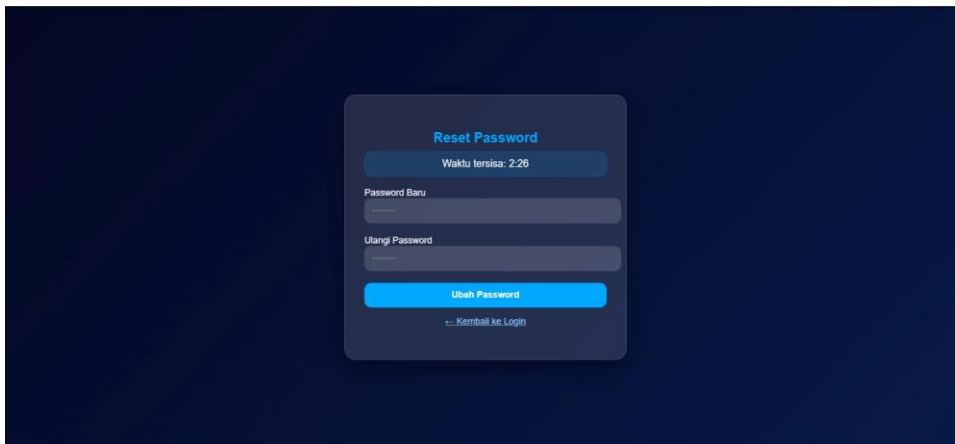 Reset Password
Waktu tersisa: 2:26
Password Baru
••••••••
Ulangi Password
••••••••
Ubah Password
← Kembali ke Login